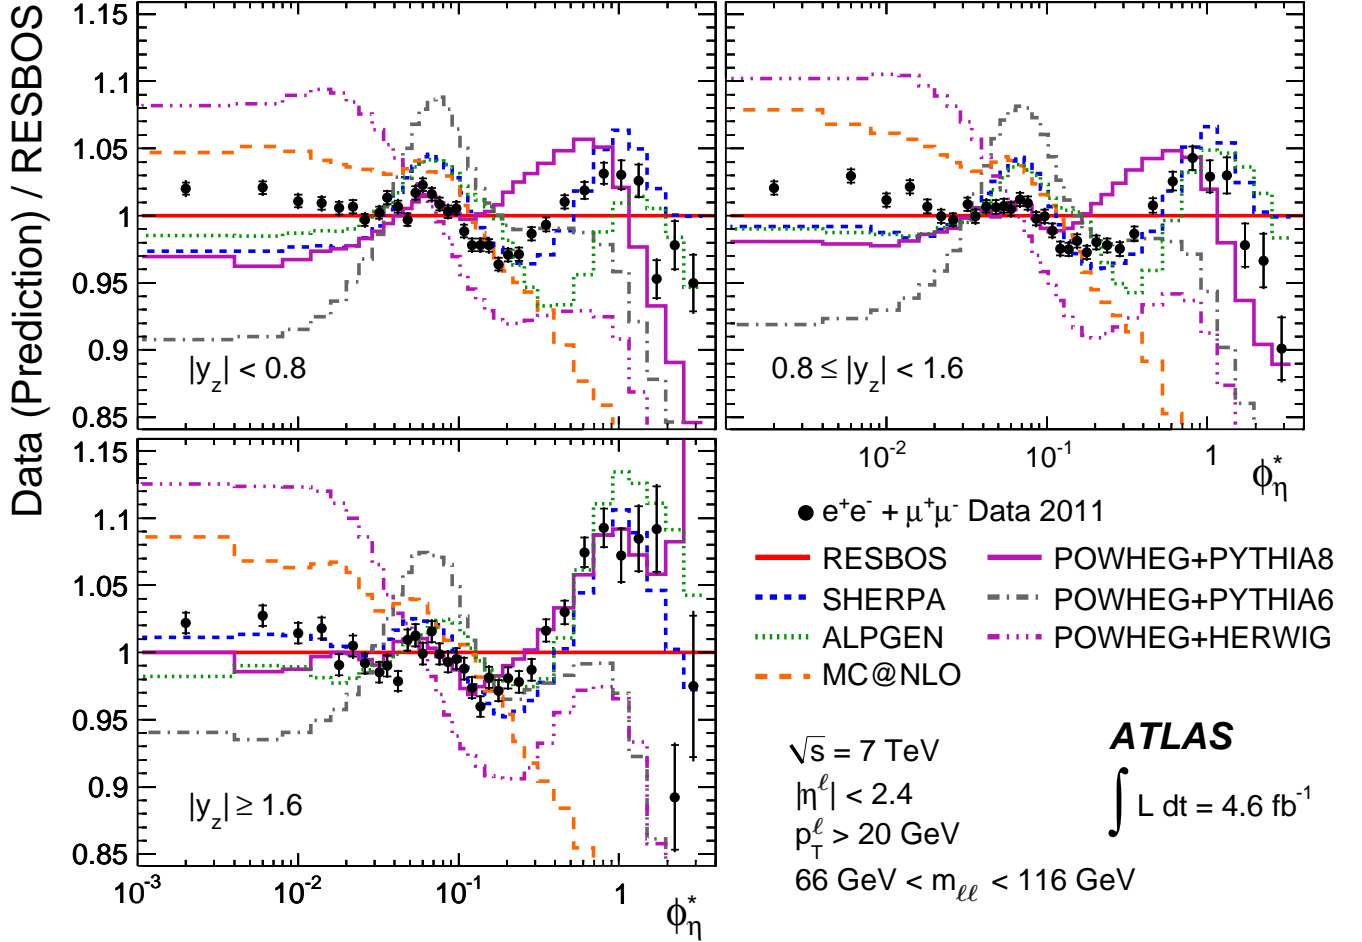 Data (Prediction) / RESBOS
1.15
1.1
1.05
1
0.95
0.9
0.85
|y_z| < 0.8
0.8 ≤ |y_z| < 1.6
10^-2 10^-1 1
ϕ*_η
1.15
1.1
1.05
1
0.95
0.9
0.85
|y_z| ≥ 1.6
10^-3 10^-2 10^-1 1
ϕ*_η
e⁺e⁻ + μ⁺μ⁻ Data 2011
RESBOS POWHEG+PYTHIA8
SHERPA POWHEG+PYTHIA6
ALPGEN POWHEG+HERWIG
MC@NLO
√s = 7 TeV
|η^ℓ| < 2.4
p_T^ℓ > 20 GeV
66 GeV < m_ℓℓ < 116 GeV
ATLAS
∫ L dt = 4.6 fb⁻¹